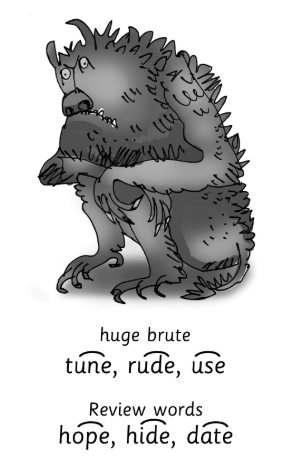 huge brute
tune, rude, use
Review words
hope, hide, date